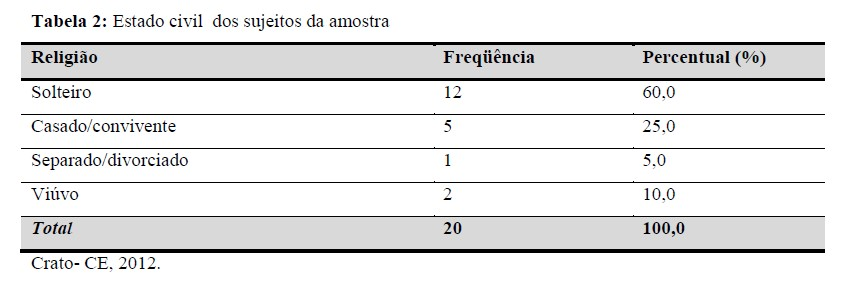 Tabela 2: Estado civil dos sujeitos da amostra
Religião Freqüência Percentual (%)
Solteiro 12 60,0
Casado/convivente 5 25,0
Separado/divorciado 1 5,0
Viúvo 2 10,0
Total 20 100,0
Crato- CE, 2012.